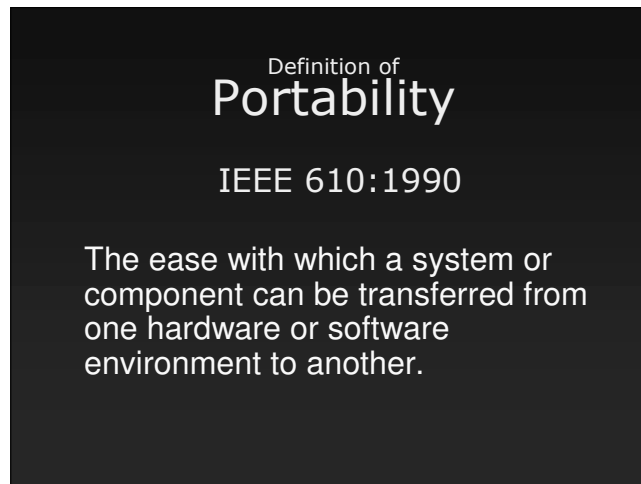 Definition of
Portability
IEEE 610:1990
The ease with which a system or
component can be transferred from
one hardware or software
environment to another.